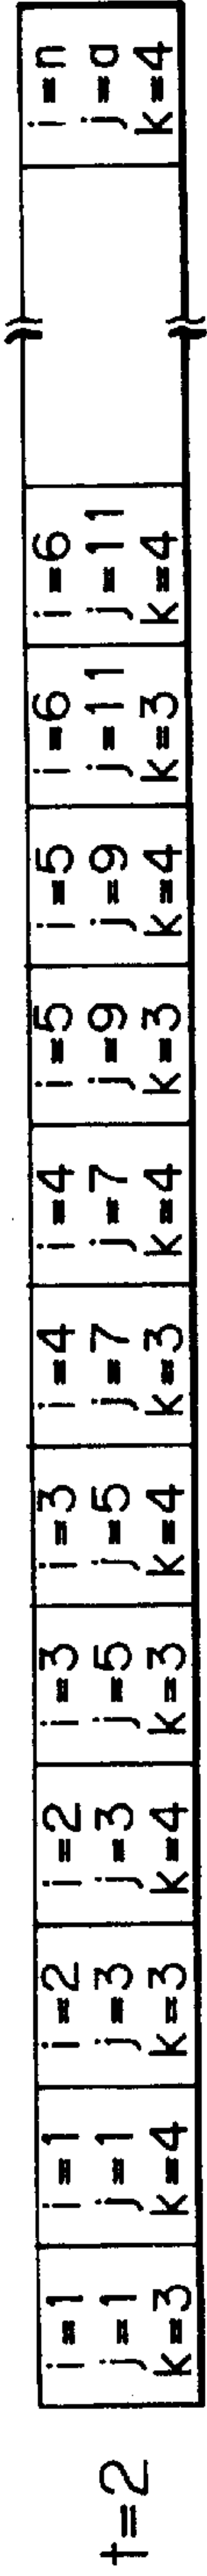 t=2
i=1
j=1
k=3
i=1
j=1
k=4
i=2
j=3
k=3
i=2
j=3
k=4
i=3
j=5
k=3
i=3
j=5
k=4
i=4
j=7
k=3
i=4
j=7
k=4
i=5
j=9
k=3
i=5
j=9
k=4
i=6
j=11
k=3
i=6
j=11
k=4
i=n
j=a
k=4